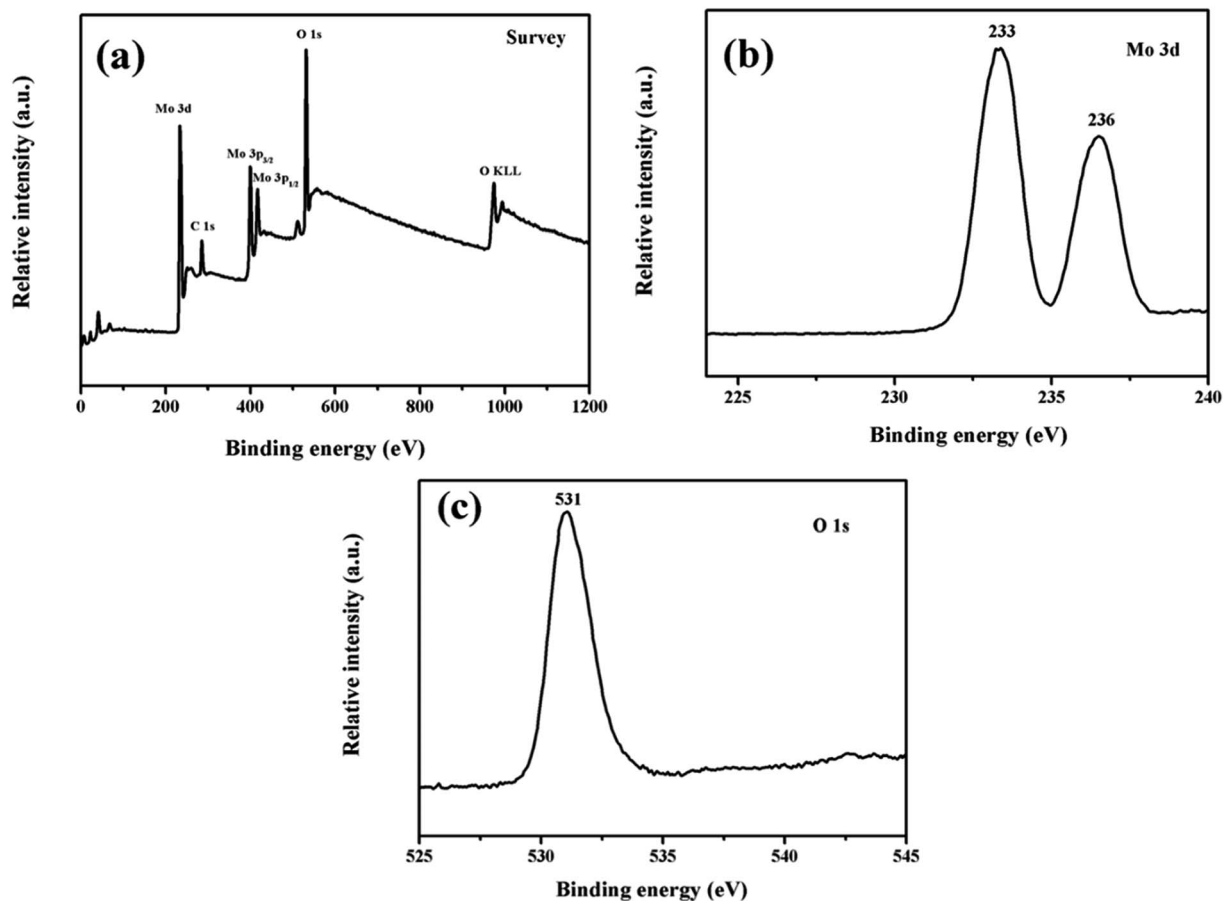 (a)
Survey
O 1s
Mo 3d
Mo 3p3/2
Mo 3p1/2
C 1s
O KLL
Relative intensity (a.u.)
0 200 400 600 800 1000 1200
Binding energy (eV)
(b)
233
Mo 3d
236
Relative intensity (a.u.)
225 230 235 240
Binding energy (eV)
(c)
531
O 1s
Relative intensity (a.u.)
525 530 535 540 545
Binding energy (eV)